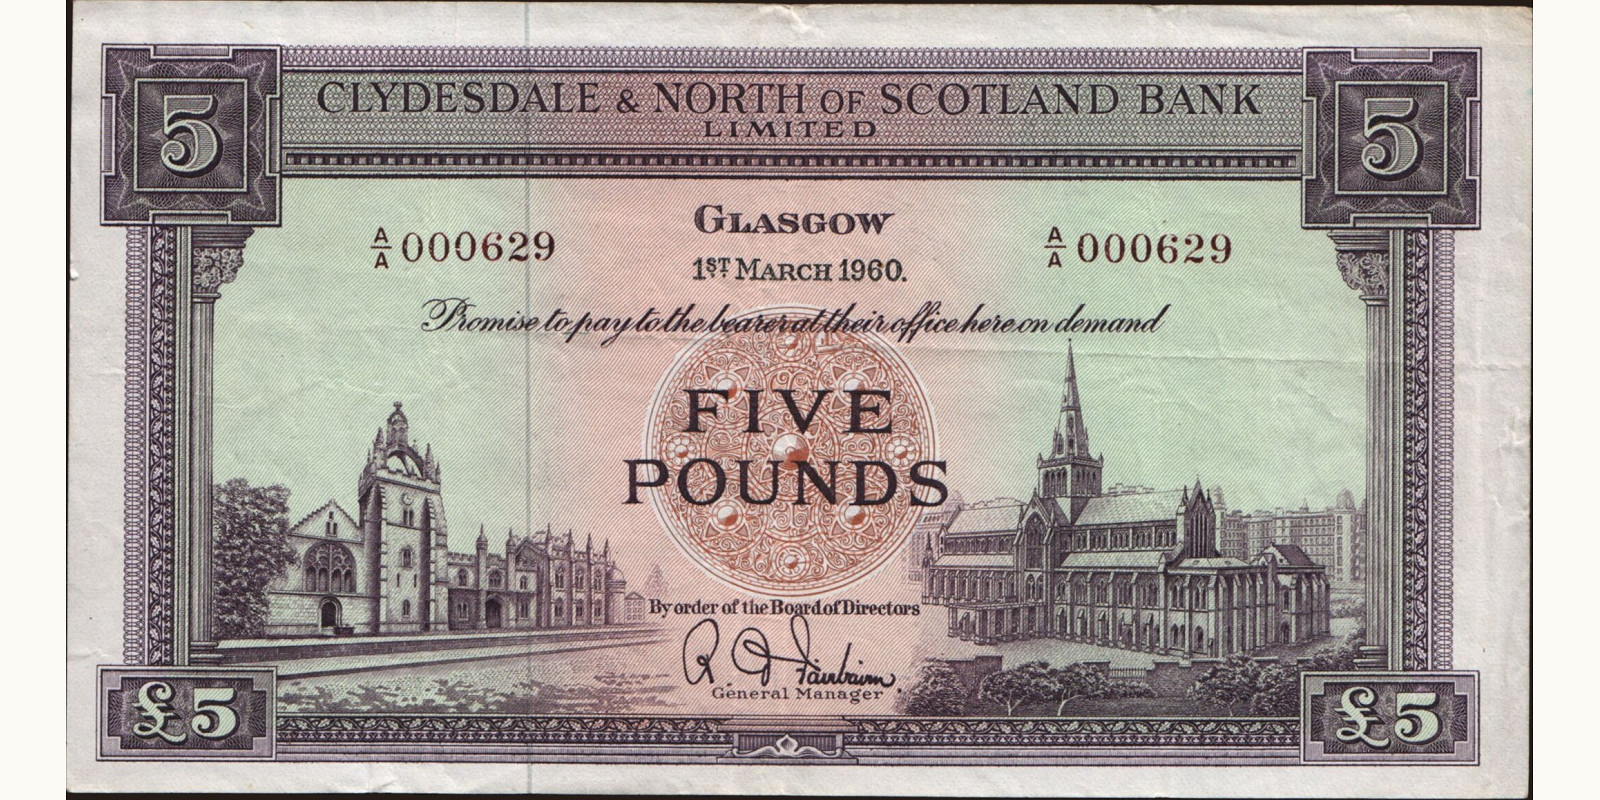 5 CLYDESDALE & NORTH OF SCOTLAND BANK 5
LIMITED
GLASGOW
A/A 000629 A/A 000629
1ST MARCH 1960.
Promise to pay to the bearer at their office here on demand
FIVE
POUNDS
By order of the Board of Directors
R D Fairbairn
General Manager
£5 £5